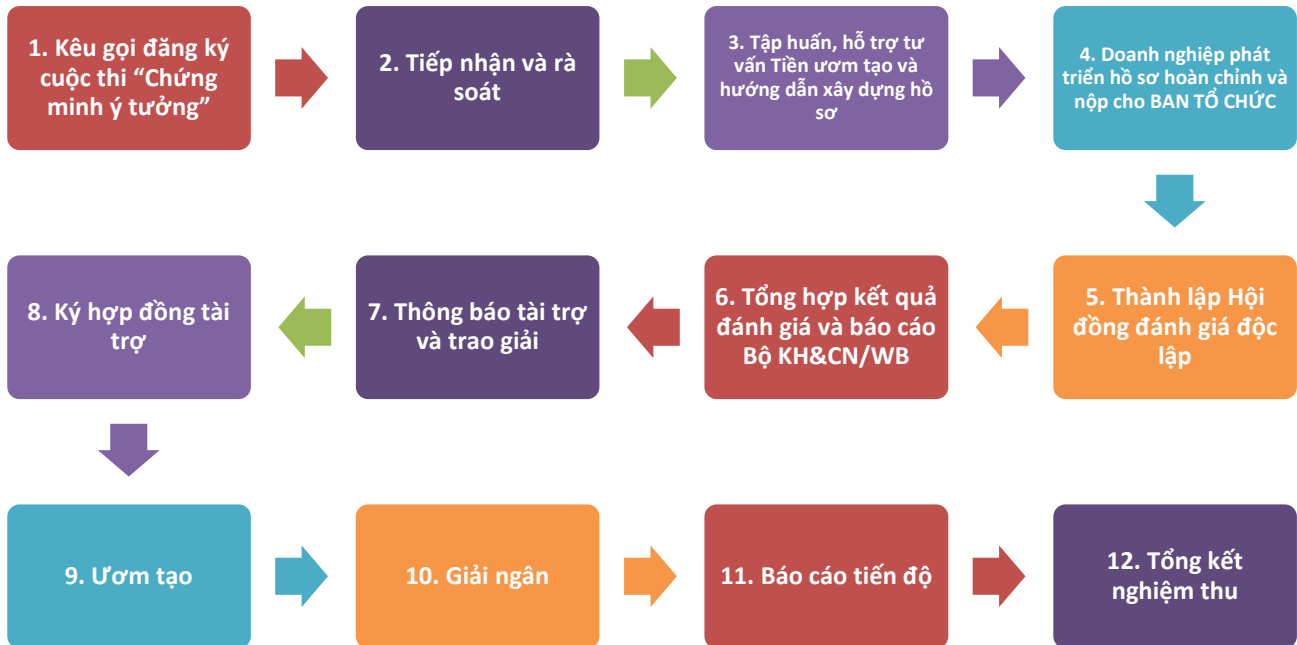 1. Kêu gọi đăng ký
cuộc thi “Chứng
minh ý tưởng”
2. Tiếp nhận và rà
soát
3. Tập huấn, hỗ trợ tư
vấn Tiền ươm tạo và
hướng dẫn xây dựng hồ
sơ
4. Doanh nghiệp phát
triển hồ sơ hoàn chỉnh và
nộp cho BAN TỔ CHỨC
5. Thành lập Hội
đồng đánh giá độc
lập
6. Tổng hợp kết quả
đánh giá và báo cáo
Bộ KH&CN/WB
7. Thông báo tài trợ
và trao giải
8. Ký hợp đồng tài
trợ
9. Ươm tạo
10. Giải ngân
11. Báo cáo tiến độ
12. Tổng kết
nghiệm thu